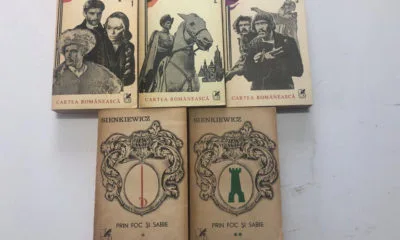 CARTEA ROMÂNEASCĂ
CARTEA ROMÂNEASCĂ
CARTEA ROMÂNEASCĂ
SIENKIEWICZ
PRIN FOC ȘI SABIE
*
SIENKIEWICZ
PRIN FOC ȘI SABIE
**